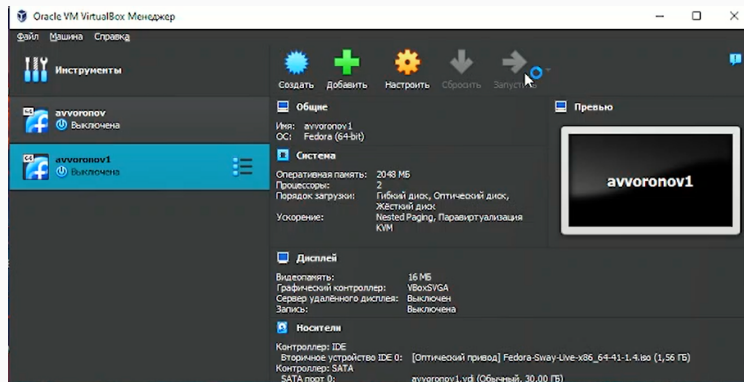 Oracle VM VirtualBox Менеджер
Файл Машина Справка
Инструменты
Создать Добавить Настроить Сбросить Запустить
64 avvoronov
Выключена
64 avvoronov1
Выключена
Общие
Имя: avvoronov1
ОС: Fedora (64-bit)
Система
Оперативная память: 2048 МБ
Процессоры: 2
Порядок загрузки: Гибкий диск, Оптический диск,
Жёсткий диск
Ускорение: Nested Paging, Паравиртуализация
KVM
Превью
avvoronov1
Дисплей
Видеопамять: 16 МБ
Графический контроллер: VBoxSVGA
Сервер удалённого дисплея: Выключен
Запись: Выключена
Носители
Контроллер: IDE
Вторичное устройство IDE 0: [Оптический привод] Fedora-Sway-Live-x86_64-41-1.4.iso (1,56 ГБ)
Контроллер: SATA
SATA порт 0: avvoronov1.vdi (Обычный, 30,00 ГБ)